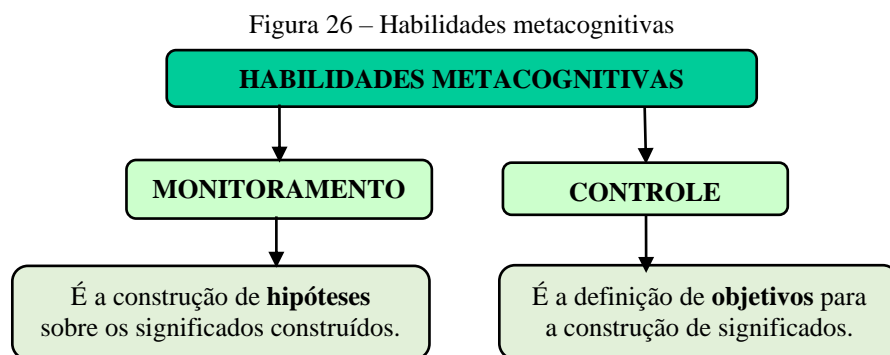 Figura 26 – Habilidades metacognitivas
HABILIDADES METACOGNITIVAS
MONITORAMENTO
CONTROLE
É a construção de hipóteses
sobre os significados construídos.
É a definição de objetivos para
a construção de significados.